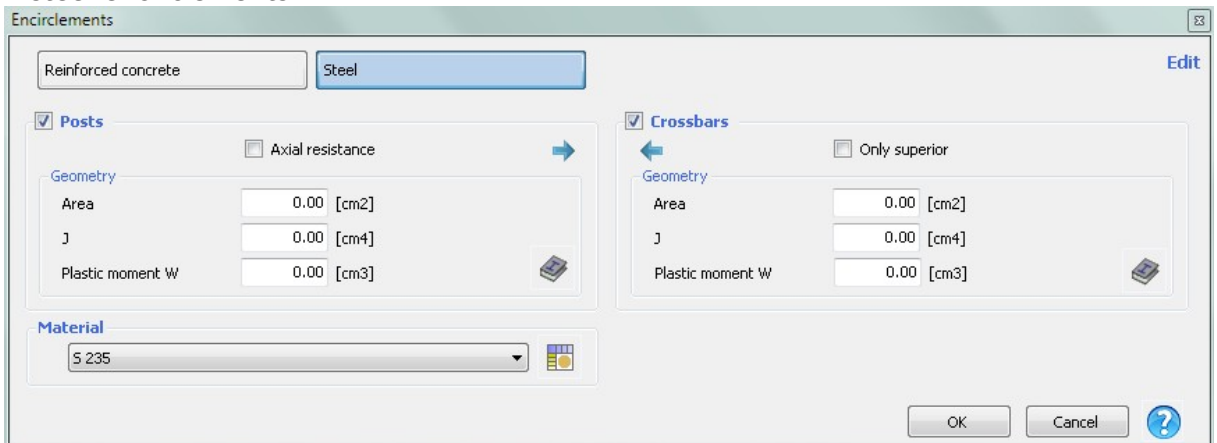 Encirclements
Reinforced concrete
Steel
Edit
Posts
Axial resistance
Geometry
Area 0.00 [cm2]
J 0.00 [cm4]
Plastic moment W 0.00 [cm3]
Crossbars
Only superior
Geometry
Area 0.00 [cm2]
J 0.00 [cm4]
Plastic moment W 0.00 [cm3]
Material
S 235
OK
Cancel